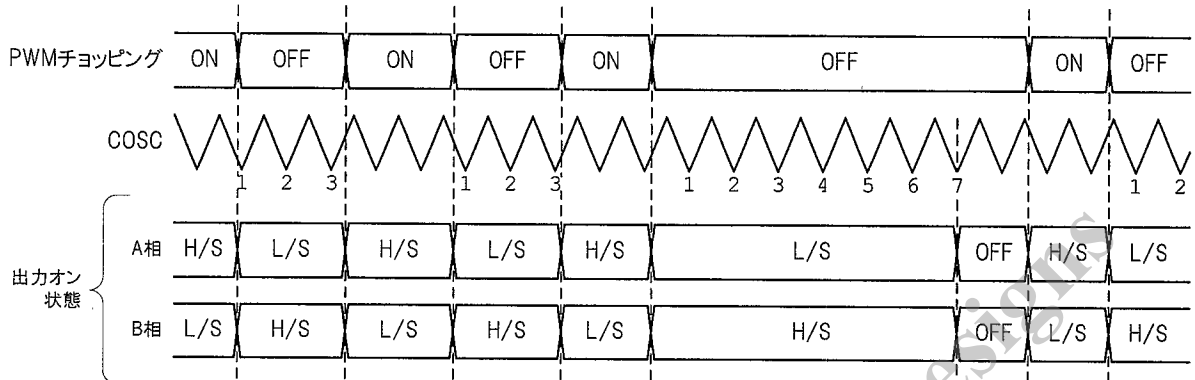 PWMチョッピング ON OFF ON OFF ON OFF ON OFF
COSC
1 2 3 1 2 3 1 2 3 4 5 6 7 1 2
A相 H/S L/S H/S L/S H/S L/S OFF H/S L/S
出力オン
状態
B相 L/S H/S L/S H/S L/S H/S OFF L/S H/S
esigns